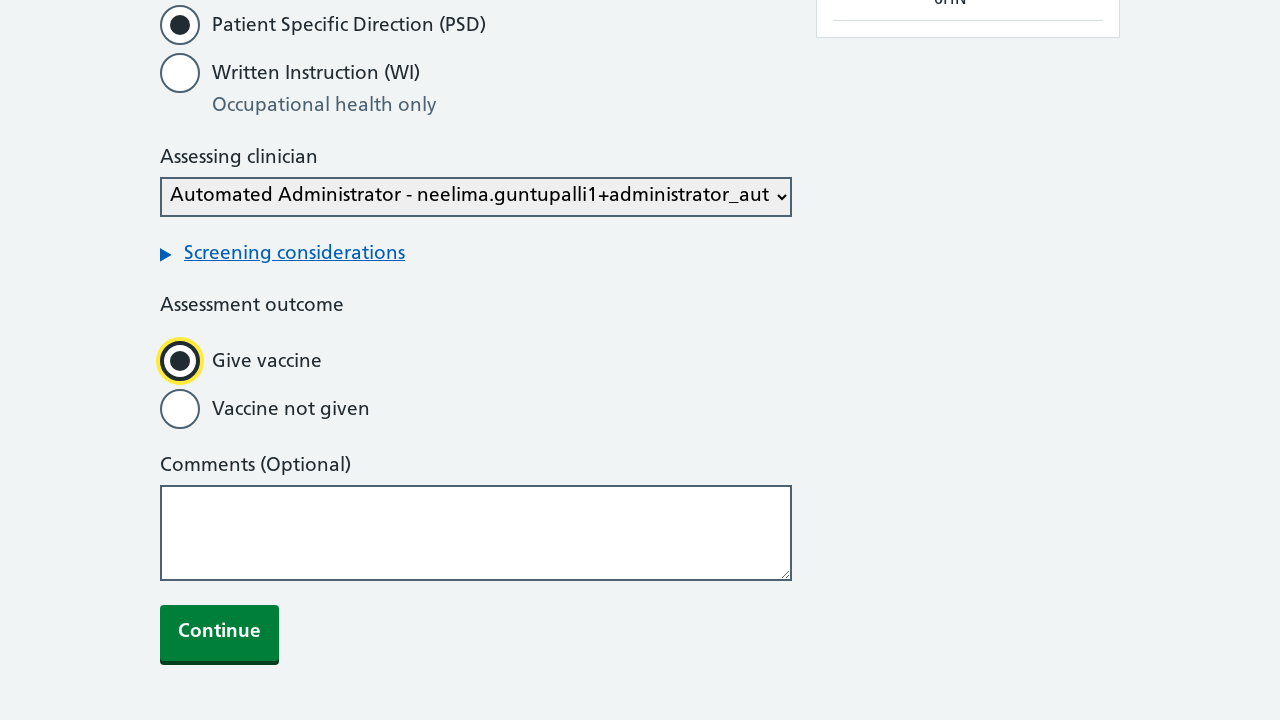 Patient Specific Direction (PSD)
Written Instruction (WI)
Occupational health only
Assessing clinician
Automated Administrator - neelima.guntupalli1+administrator_aut
Screening considerations
Assessment outcome
Give vaccine
Vaccine not given
Comments (Optional)
Continue